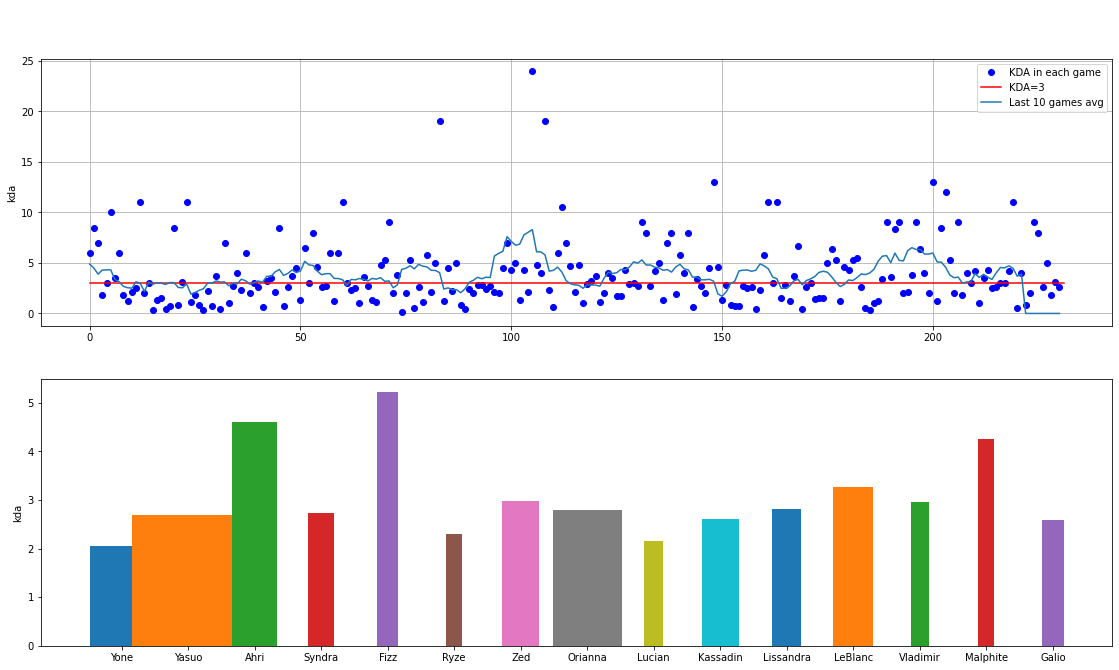 25
20
15
10
5
0
kda
KDA in each game
KDA=3
Last 10 games avg
0 50 100 150 200
5
4
3
2
1
0
kda
Yone Yasuo Ahri Syndra Fizz Ryze Zed Orianna Lucian Kassadin Lissandra LeBlanc Vladimir Malphite Galio